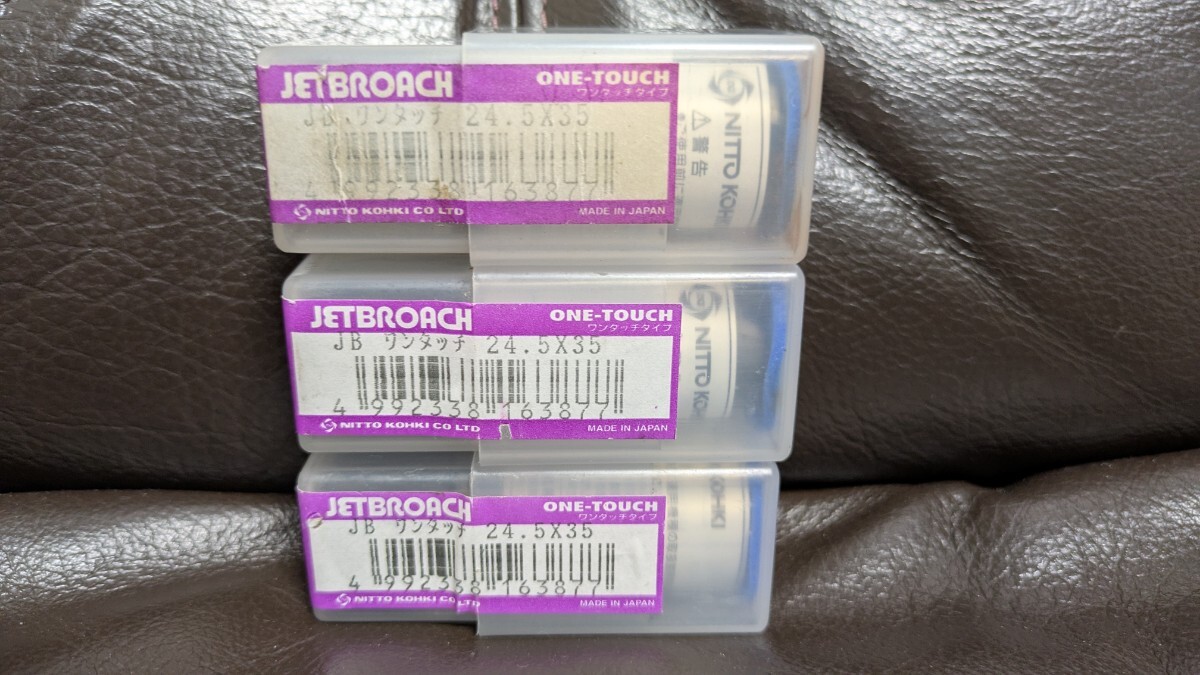 JETBROACH
ONE-TOUCH
ワンタッチタイプ
JB ワンタッチ 24.5X35
4 992338 163877
NITTO KOHKI CO LTD
MADE IN JAPAN
NITTO KOHKI
⚠警告
JETBROACH
ONE-TOUCH
ワンタッチタイプ
JB ワンタッチ 24.5X35
4 992338 163877
NITTO KOHKI CO LTD
MADE IN JAPAN
NITTO KO
JETBROACH
ONE-TOUCH
ワンタッチタイプ
JB ワンタッチ 24.5X35
4 992338 163877
NITTO KOHKI CO LTD
MADE IN JAPAN
KOHKI